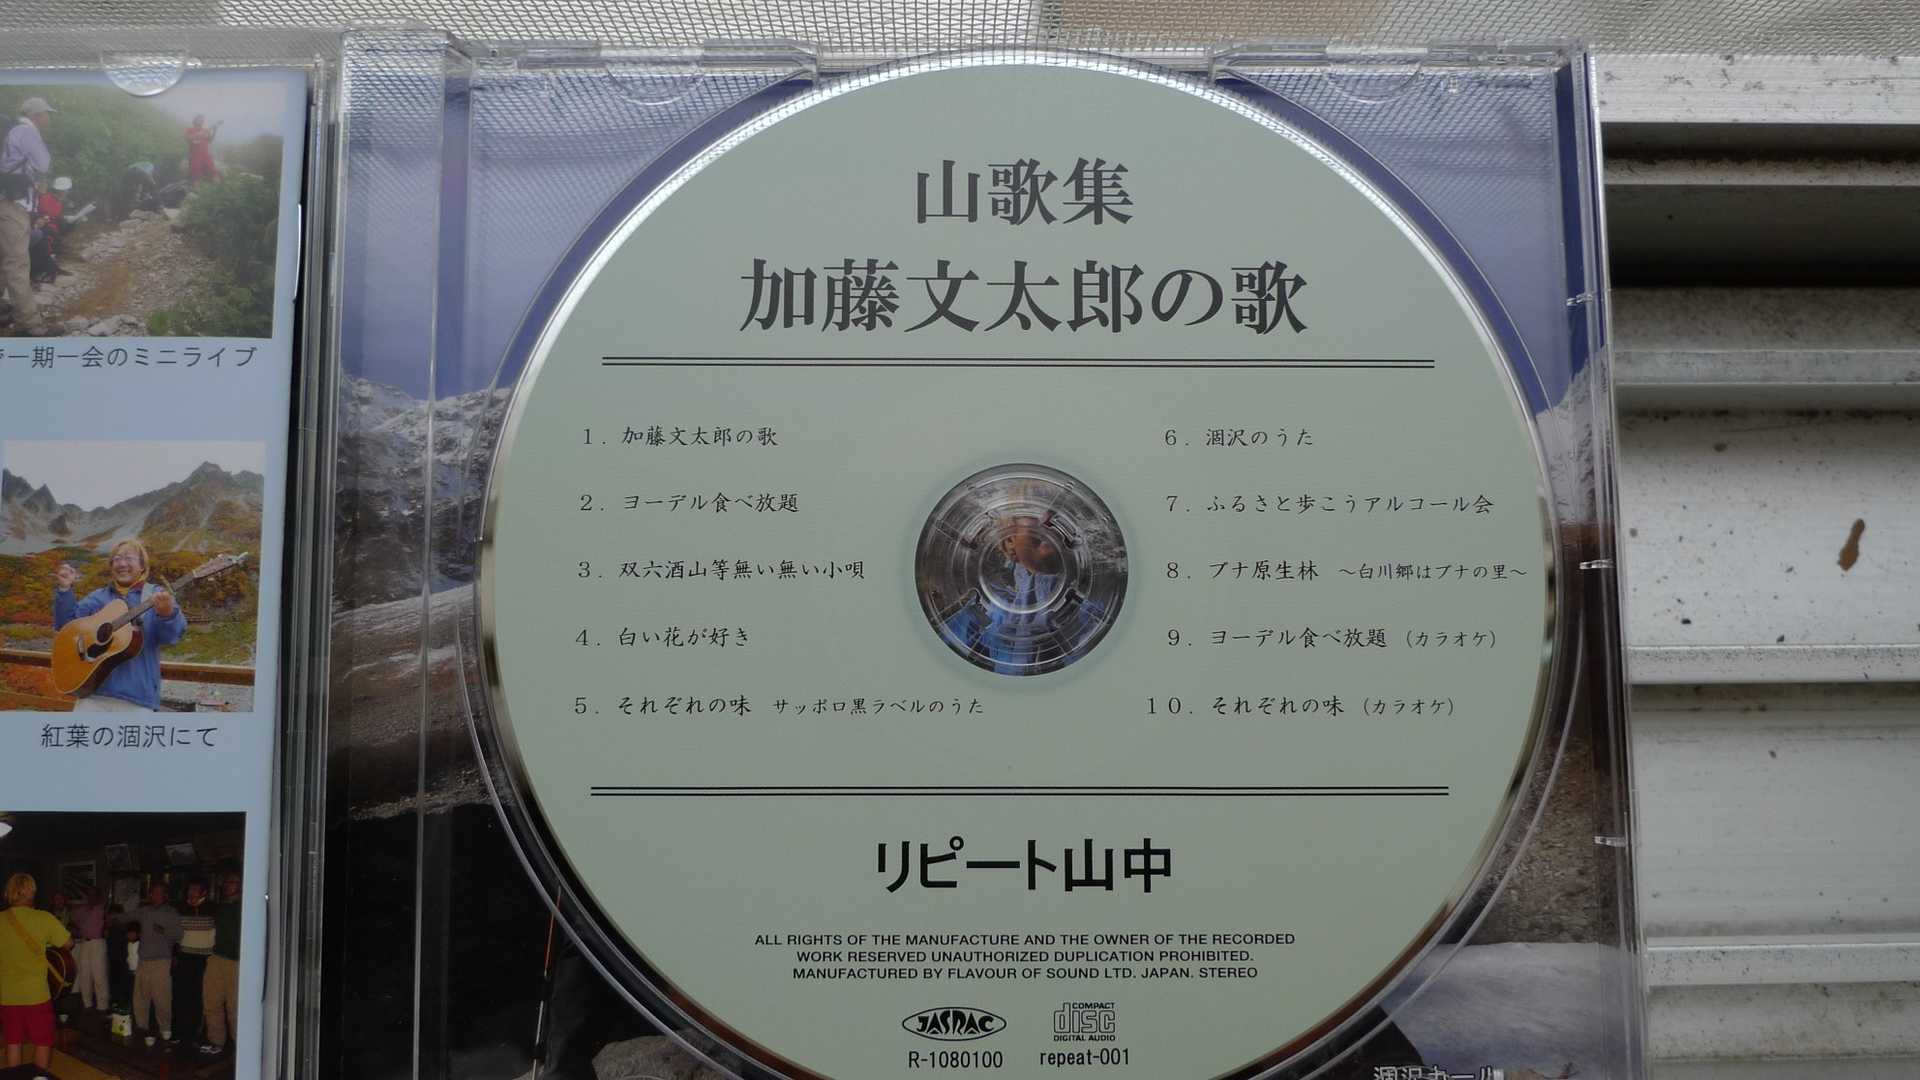 一期一会のミニライブ
紅葉の涸沢にて
山歌集
加藤文太郎の歌
1. 加藤文太郎の歌
2. ヨーデル食べ放題
3. 双六酒山等無い無い小唄
4. 白い花が好き
5. それぞれの味 サッポロ黒ラベルのうた
6. 涸沢のうた
7. ふるさと歩こうアルコール会
8. ブナ原生林 ～白川郷はブナの里～
9. ヨーデル食べ放題 (カラオケ)
10. それぞれの味 (カラオケ)
リピート山中
ALL RIGHTS OF THE MANUFACTURE AND THE OWNER OF THE RECORDED
WORK RESERVED UNAUTHORIZED DUPLICATION PROHIBITED.
MANUFACTURED BY FLAVOUR OF SOUND LTD. JAPAN. STEREO
JASRAC
R-1080100
COMPACT
disc
DIGITAL AUDIO
repeat-001
涸沢カール